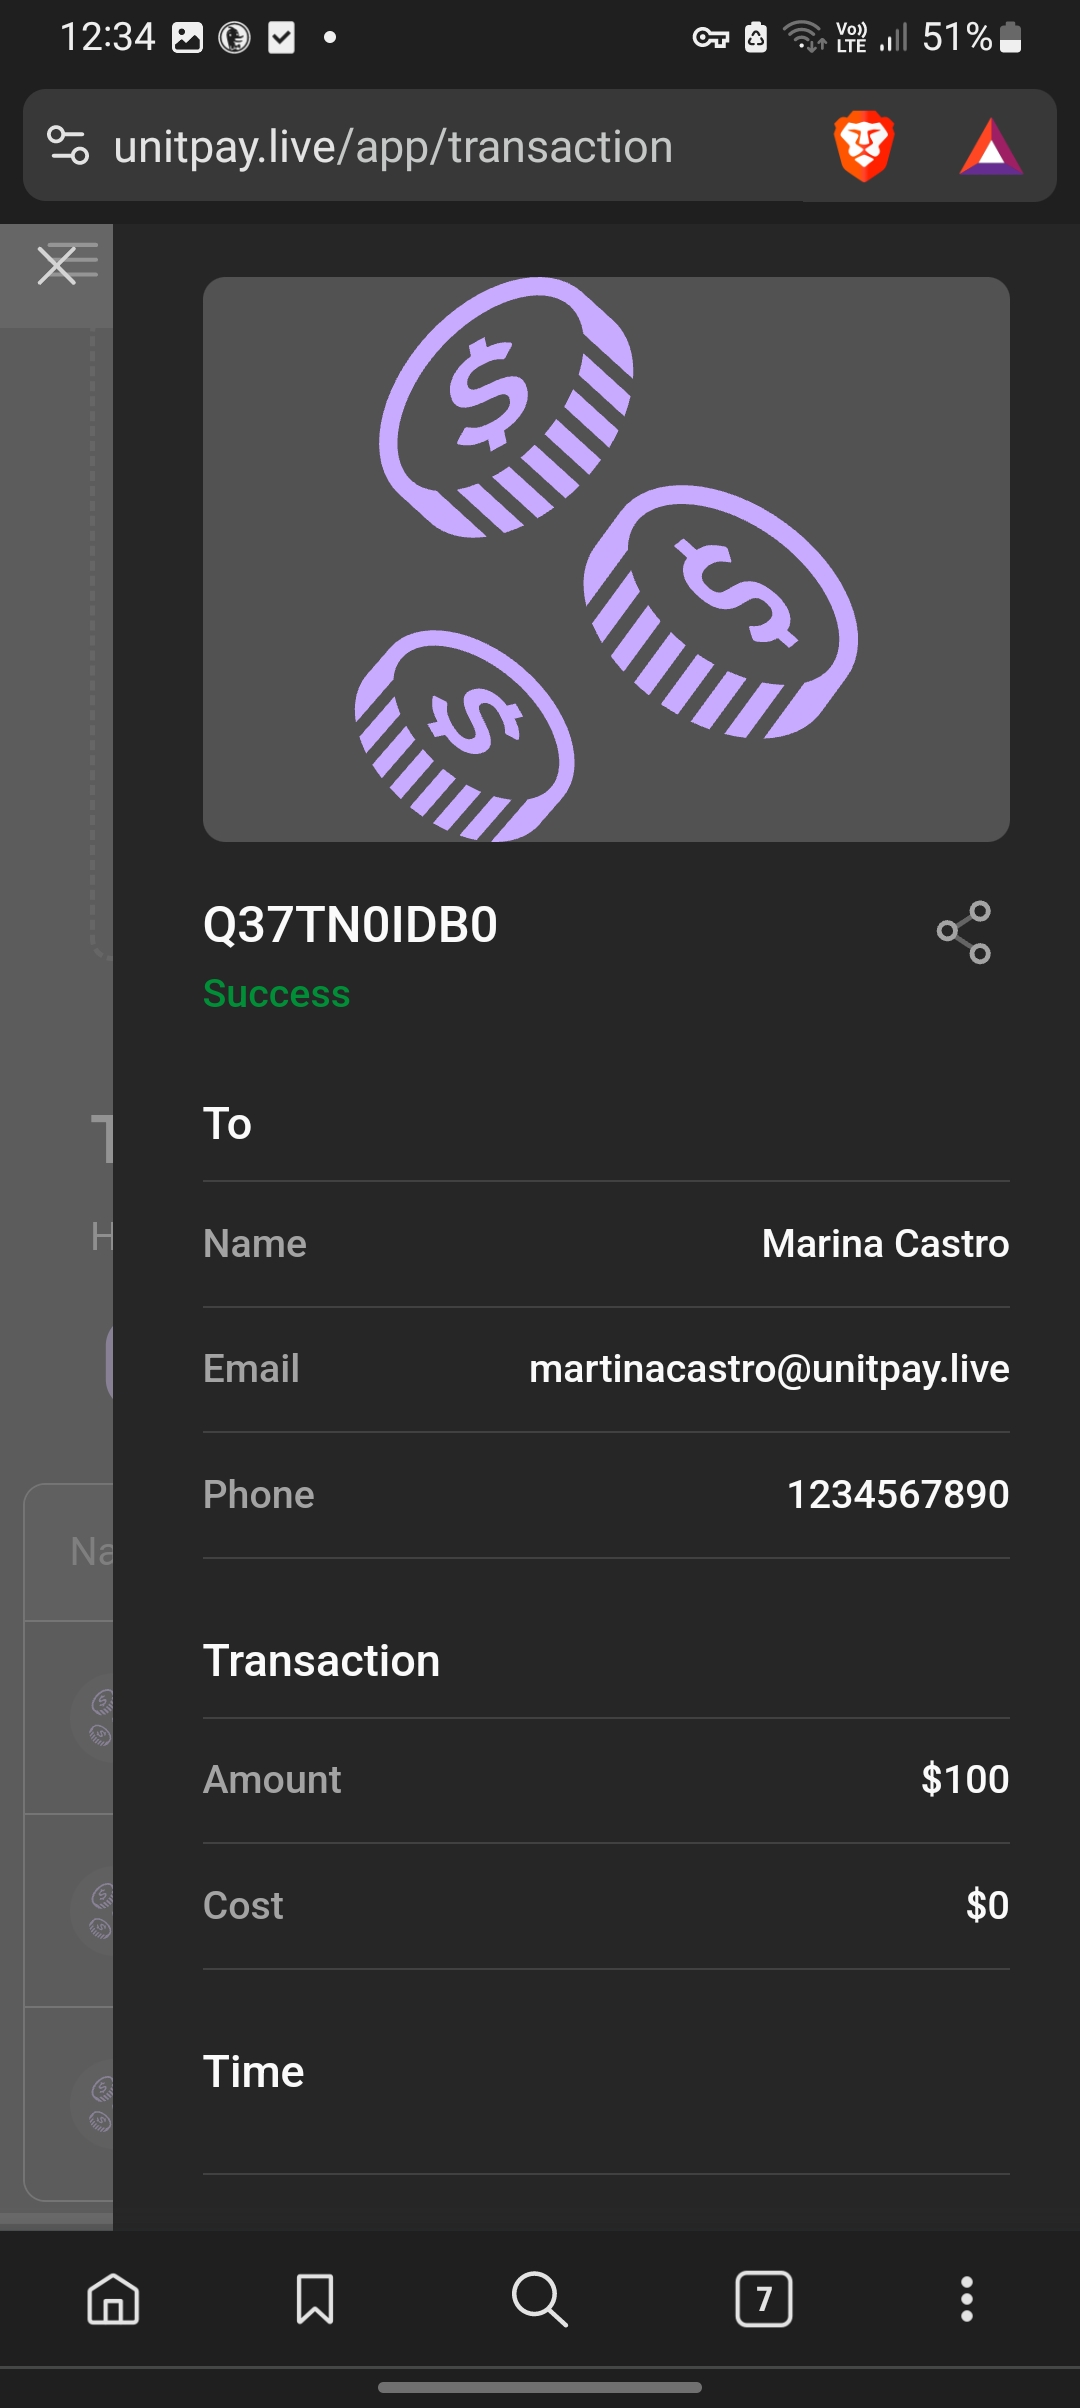 12:34 Vo)) LTE 51%
unitpay.live/app/transaction
Q37TN0IDB0
Success
To
Name Marina Castro
Email martinacastro@unitpay.live
Phone 1234567890
Transaction
Amount $100
Cost $0
Time
7